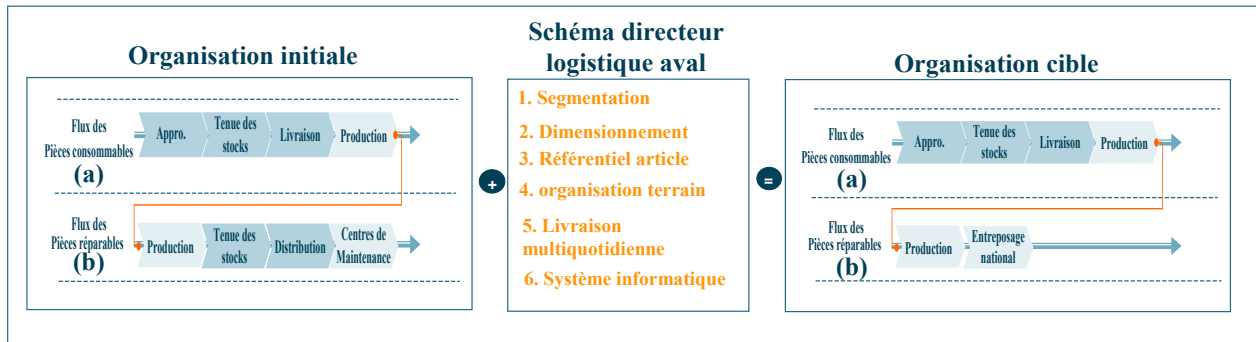 Organisation initiale
Flux des
Pièces consommables
(a)
Appro.
Tenue des
stocks
Livraison
Production
Flux des
Pièces réparables
(b)
Production
Tenue des
stocks
Distribution
Centres de
Maintenance
+
Schéma directeur
logistique aval
1. Segmentation
2. Dimensionnement
3. Référentiel article
4. organisation terrain
5. Livraison
multiquotidienne
6. Système informatique
=
Organisation cible
Flux des
Pièces consommables
(a)
Appro.
Tenue des
stocks
Livraison
Production
Flux des
Pièces réparables
(b)
Production
Entreposage
national